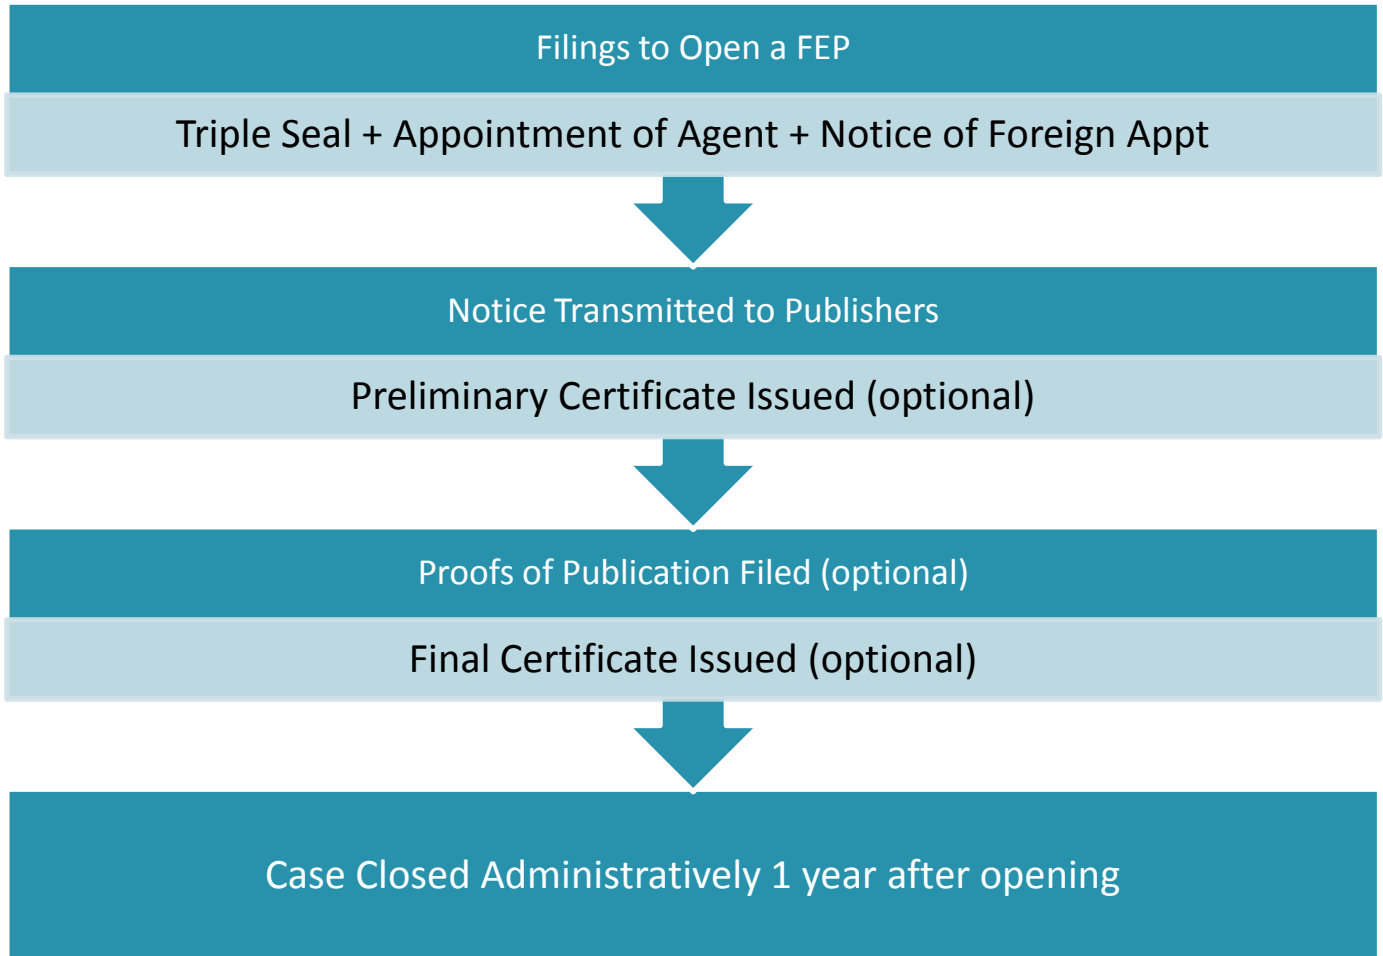 Filings to Open a FEP
Triple Seal + Appointment of Agent + Notice of Foreign Appt
Notice Transmitted to Publishers
Preliminary Certificate Issued (optional)
Proofs of Publication Filed (optional)
Final Certificate Issued (optional)
Case Closed Administratively 1 year after opening